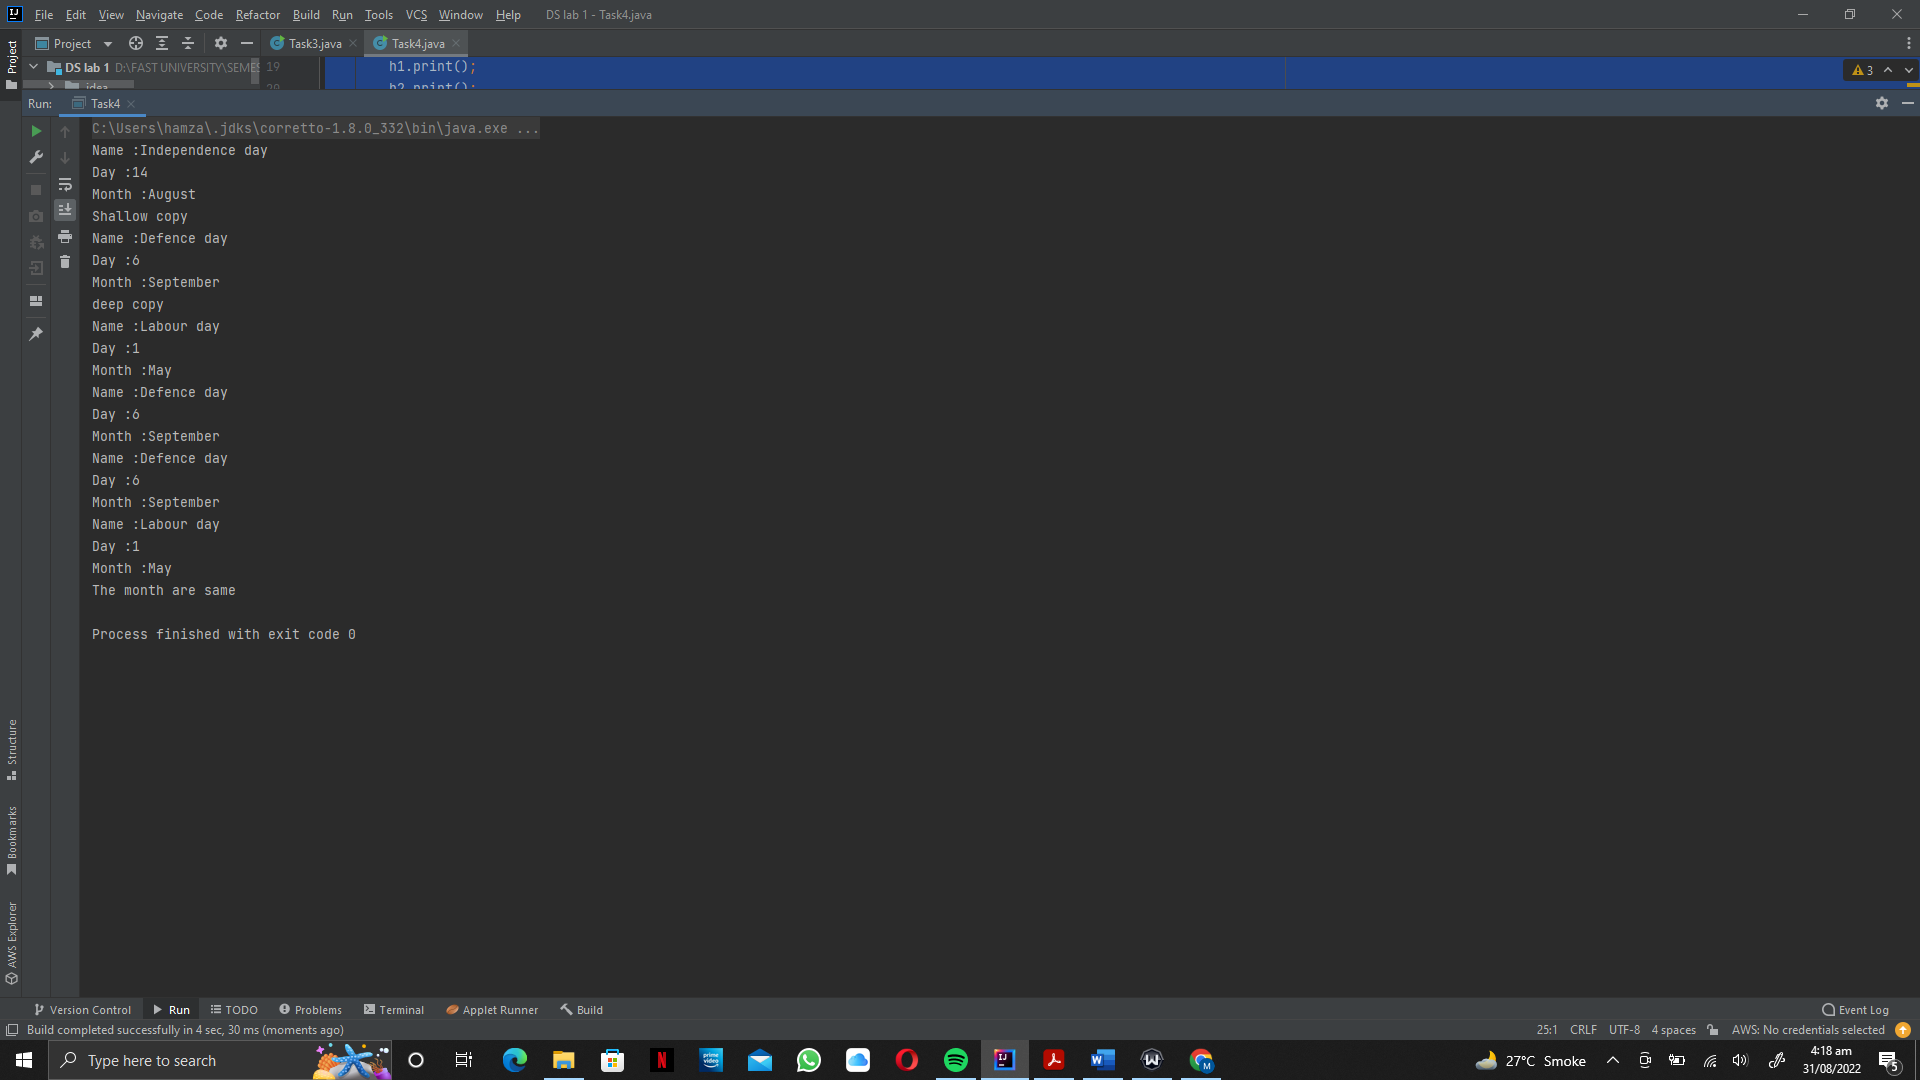 File Edit View Navigate Code Refactor Build Run Tools VCS Window Help DS lab 1 - Task4.java
Project Task3.java Task4.java
Project
DS lab 1 D:\FAST UNIVERSITY\SEMES 19 h1.print(); 3
idea 20 h2.print();
Run: Task4
C:\Users\hamza\.jdks\corretto-1.8.0_332\bin\java.exe ...
Name :Independence day
Day :14
Month :August
Shallow copy
Name :Defence day
Day :6
Month :September
deep copy
Name :Labour day
Day :1
Month :May
Name :Defence day
Day :6
Month :September
Name :Defence day
Day :6
Month :September
Name :Labour day
Day :1
Month :May
The month are same
Process finished with exit code 0
Structure
Bookmarks
AWS Explorer
Version Control Run TODO Problems Terminal Applet Runner Build Event Log
Build completed successfully in 4 sec, 30 ms (moments ago) 25:1 CRLF UTF-8 4 spaces AWS: No credentials selected
Type here to search 27°C Smoke 4:18 am
31/08/2022 5